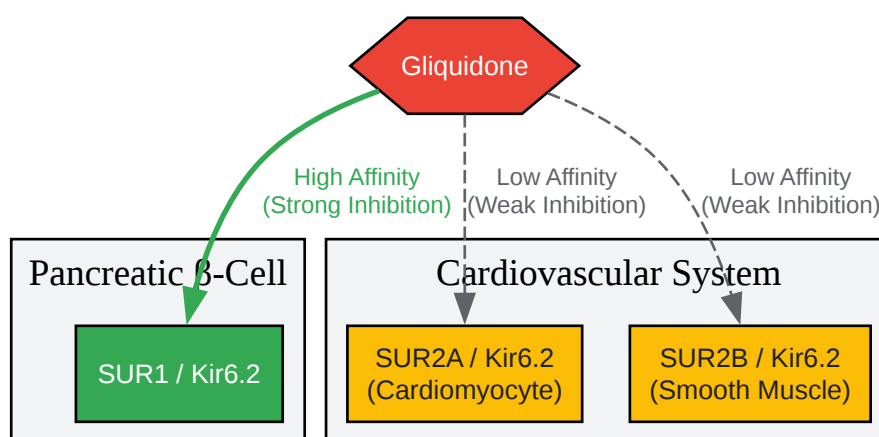 Gliquidone
High Affinity
(Strong Inhibition)
Low Affinity
(Weak Inhibition)
Low Affinity
(Weak Inhibition)
Pancreatic β-Cell
Cardiovascular System
SUR1 / Kir6.2
SUR2A / Kir6.2
(Cardiomyocyte)
SUR2B / Kir6.2
(Smooth Muscle)